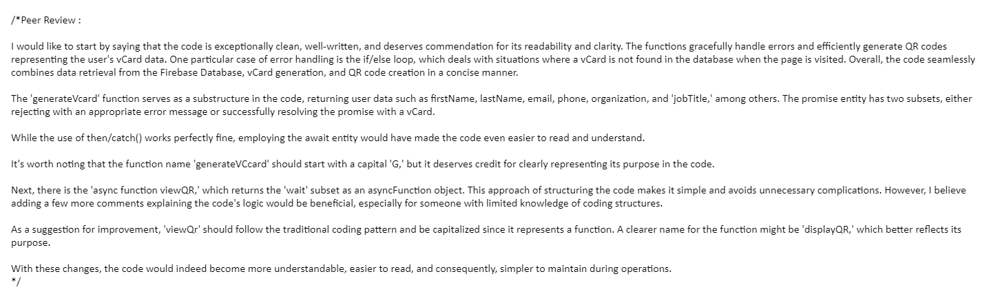 /*Peer Review :
I would like to start by saying that the code is exceptionally clean, well-written, and deserves commendation for its readability and clarity. The functions gracefully handle errors and efficiently generate QR codes
representing the user's vCard data. One particular case of error handling is the if/else loop, which deals with situations where a vCard is not found in the database when the page is visited. Overall, the code seamlessly
combines data retrieval from the Firebase Database, vCard generation, and QR code creation in a concise manner.
The 'generateVcard' function serves as a substructure in the code, returning user data such as firstName, lastName, email, phone, organization, and 'jobTitle,' among others. The promise entity has two subsets, either
rejecting with an appropriate error message or successfully resolving the promise with a vCard.
While the use of then/catch() works perfectly fine, employing the await entity would have made the code even easier to read and understand.
It's worth noting that the function name 'generateVCcard' should start with a capital 'G,' but it deserves credit for clearly representing its purpose in the code.
Next, there is the 'async function viewQR,' which returns the 'wait' subset as an asyncFunction object. This approach of structuring the code makes it simple and avoids unnecessary complications. However, I believe
adding a few more comments explaining the code's logic would be beneficial, especially for someone with limited knowledge of coding structures.
As a suggestion for improvement, 'viewQr' should follow the traditional coding pattern and be capitalized since it represents a function. A clearer name for the function might be 'displayQR,' which better reflects its
purpose.
With these changes, the code would indeed become more understandable, easier to read, and consequently, simpler to maintain during operations.
*/